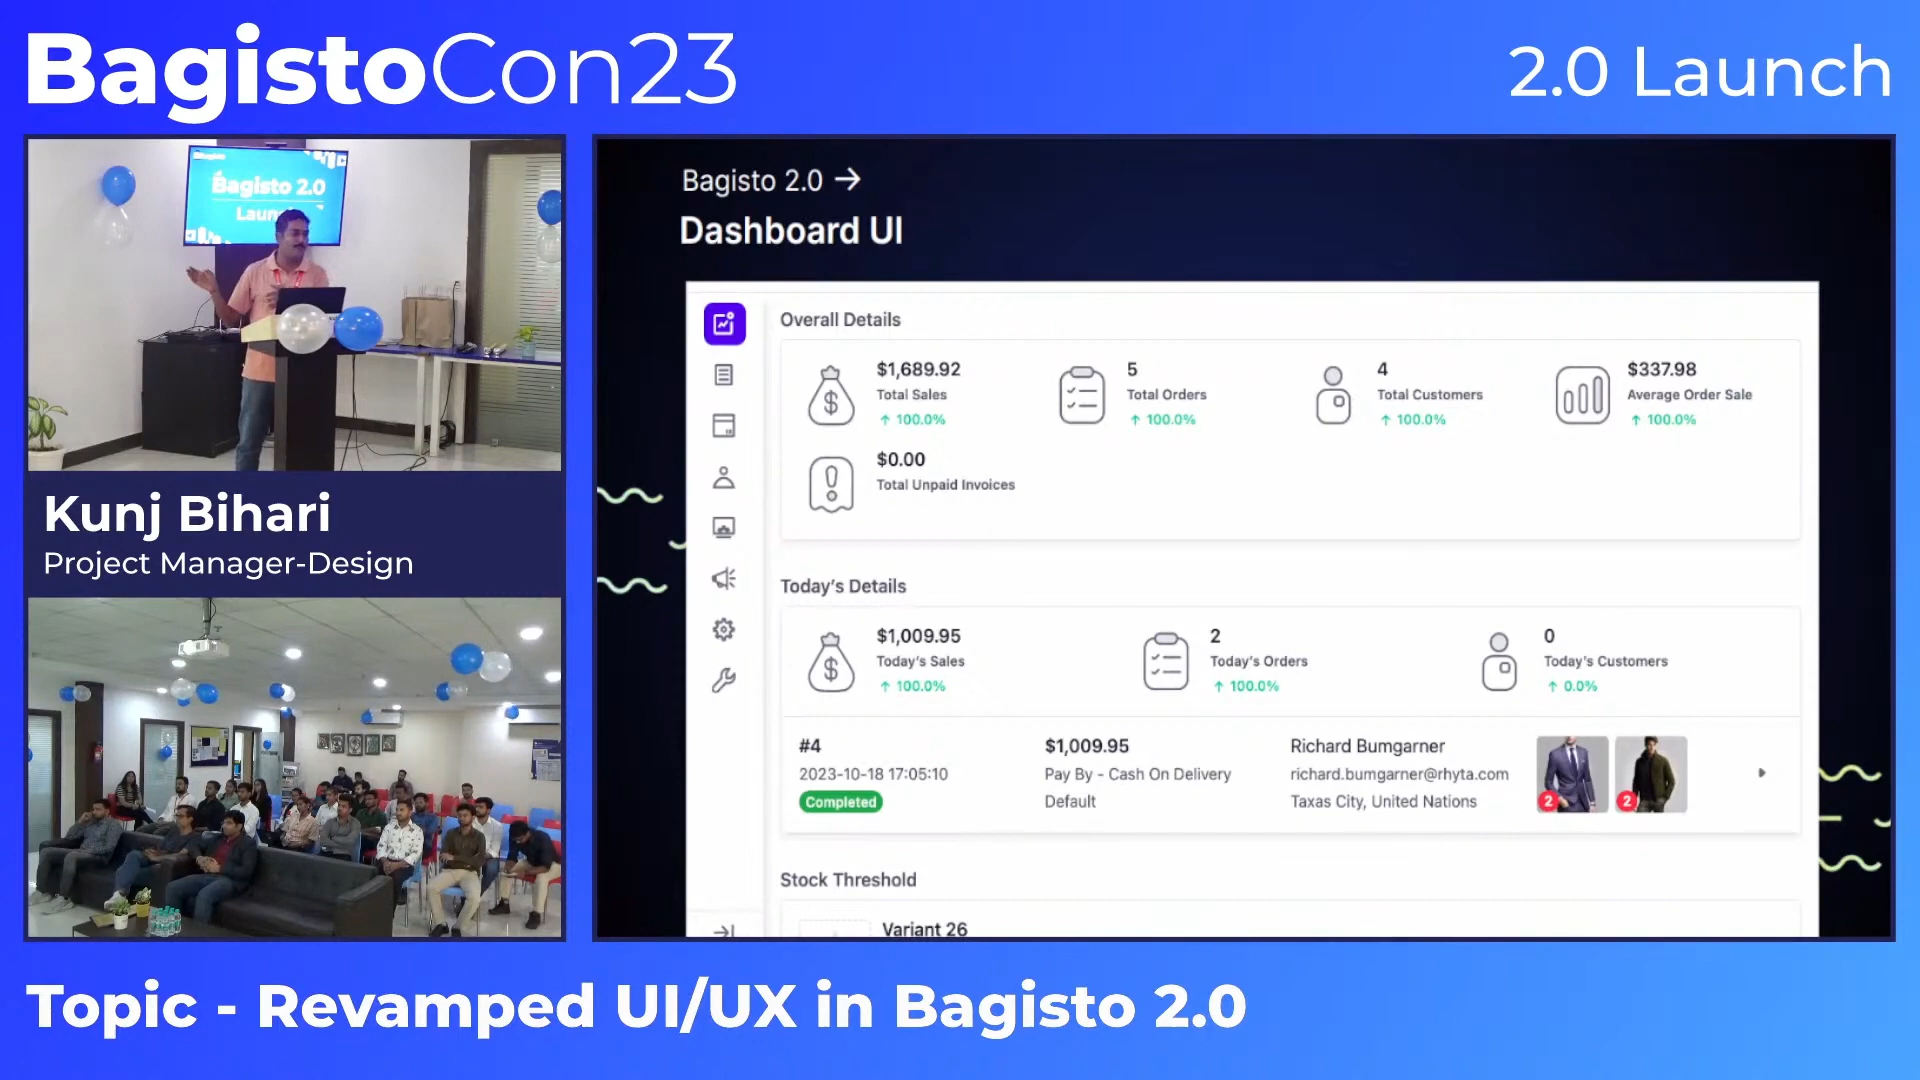 BagistoCon23
2.0 Launch
Bagisto 2.0
Kunj Bihari
Project Manager-Design
Bagisto 2.0 →
Dashboard UI
Overall Details
$1,689.92
Total Sales
↑ 100.0%
5
Total Orders
↑ 100.0%
4
Total Customers
↑ 100.0%
$337.98
Average Order Sale
↑ 100.0%
$0.00
Total Unpaid Invoices
Today's Details
$1,009.95
Today's Sales
↑ 100.0%
2
Today's Orders
↑ 100.0%
0
Today's Customers
↑ 0.0%
#4
2023-10-18 17:05:10
Completed
$1,009.95
Pay By - Cash On Delivery
Default
Richard Bumgarner
richard.bumgarner@rhyta.com
Taxas City, United Nations
2
2
Stock Threshold
Variant 26
Topic - Revamped UI/UX in Bagisto 2.0